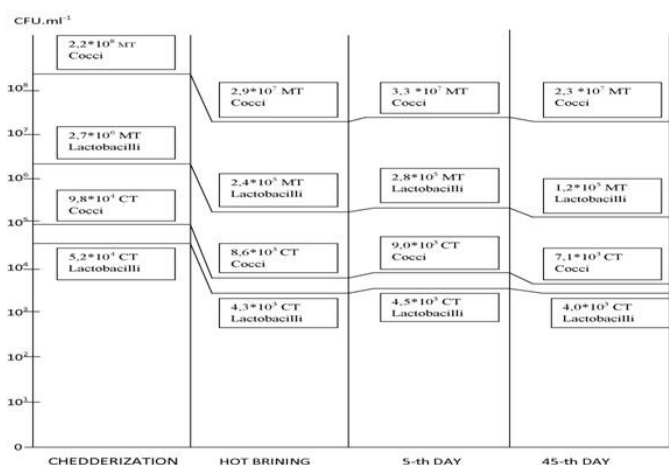 CFU.ml⁻¹
10⁸
10⁷
10⁶
10⁵
10⁴
10³
10²
10¹
0
2,2*10⁸ MT
Cocci
2,7*10⁶ MT
Lactobacilli
9,8*10⁴ CT
Cocci
5,2*10⁴ CT
Lactobacilli
2,9*10⁷ MT
Cocci
2,4*10⁵ MT
Lactobacilli
8,6*10³ CT
Cocci
4,3*10³ CT
Lactobacilli
3,3 *10⁷ MT
Cocci
2,8*10⁵ MT
Lactobacilli
9,0*10³ CT
Cocci
4,5*10³ CT
Lactobacilli
2,3 *10⁷ MT
Cocci
1,2*10⁵ MT
Lactobacilli
7,1*10³ CT
Cocci
4,0*10³ CT
Lactobacilli
CHEDDERIZATION
HOT BRINING
5-th DAY
45-th DAY